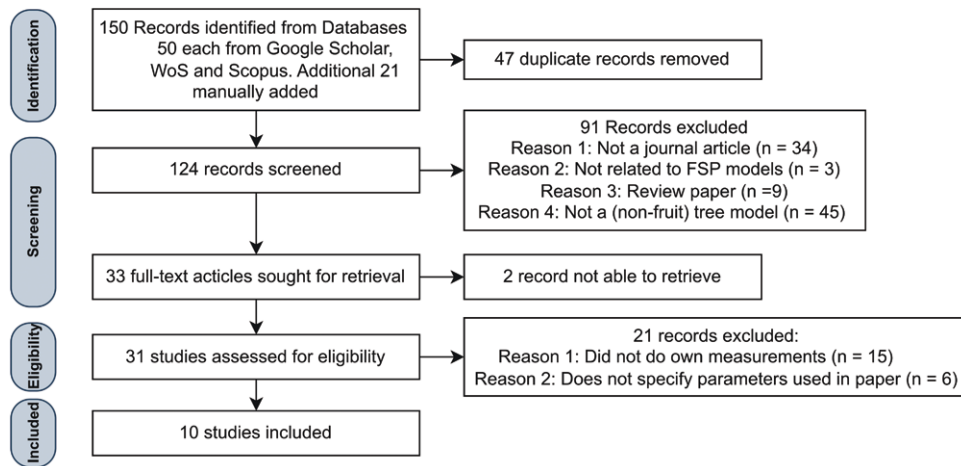 Identification
150 Records identified from Databases
50 each from Google Scholar,
WoS and Scopus. Additional 21
manually added
47 duplicate records removed
Screening
124 records screened
91 Records excluded
Reason 1: Not a journal article (n = 34)
Reason 2: Not related to FSP models (n = 3)
Reason 3: Review paper (n =9)
Reason 4: Not a (non-fruit) tree model (n = 45)
33 full-text acticles sought for retrieval
2 record not able to retrieve
Eligibility
31 studies assessed for eligibility
21 records excluded:
Reason 1: Did not do own measurements (n = 15)
Reason 2: Does not specify parameters used in paper (n = 6)
Included
10 studies included